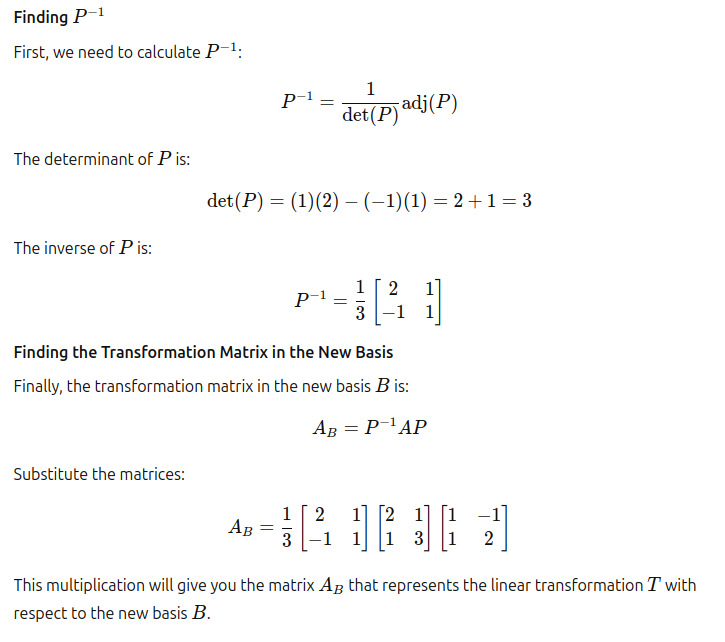 Finding P⁻¹
First, we need to calculate P⁻¹:
P⁻¹ = \frac{1}{\det(P)} adj(P)
The determinant of P is:
det(P) = (1)(2) − (−1)(1) = 2 + 1 = 3
The inverse of P is:
P⁻¹ = \frac{1}{3} \begin{bmatrix} 2 & 1 \\ -1 & 1 \end{bmatrix}
Finding the Transformation Matrix in the New Basis
Finally, the transformation matrix in the new basis B is:
A_B = P⁻¹AP
Substitute the matrices:
A_B = \frac{1}{3} \begin{bmatrix} 2 & 1 \\ -1 & 1 \end{bmatrix} \begin{bmatrix} 2 & 1 \\ 1 & 3 \end{bmatrix} \begin{bmatrix} 1 & -1 \\ 1 & 2 \end{bmatrix}
This multiplication will give you the matrix A_B that represents the linear transformation T with
respect to the new basis B.